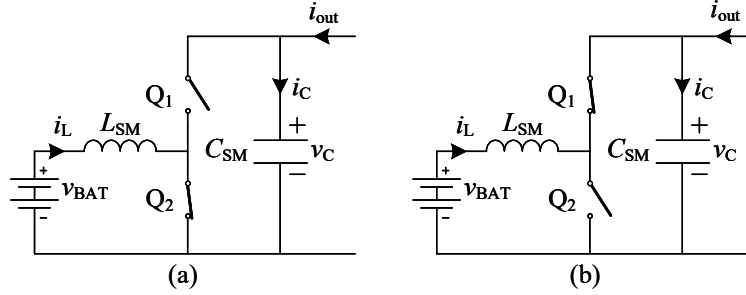 i_out
Q_1
i_C
i_L
L_SM
C_SM
+
v_C
−
+
v_BAT
-
Q_2
(a)
i_out
Q_1
i_C
i_L
L_SM
C_SM
+
v_C
−
+
v_BAT
-
Q_2
(b)